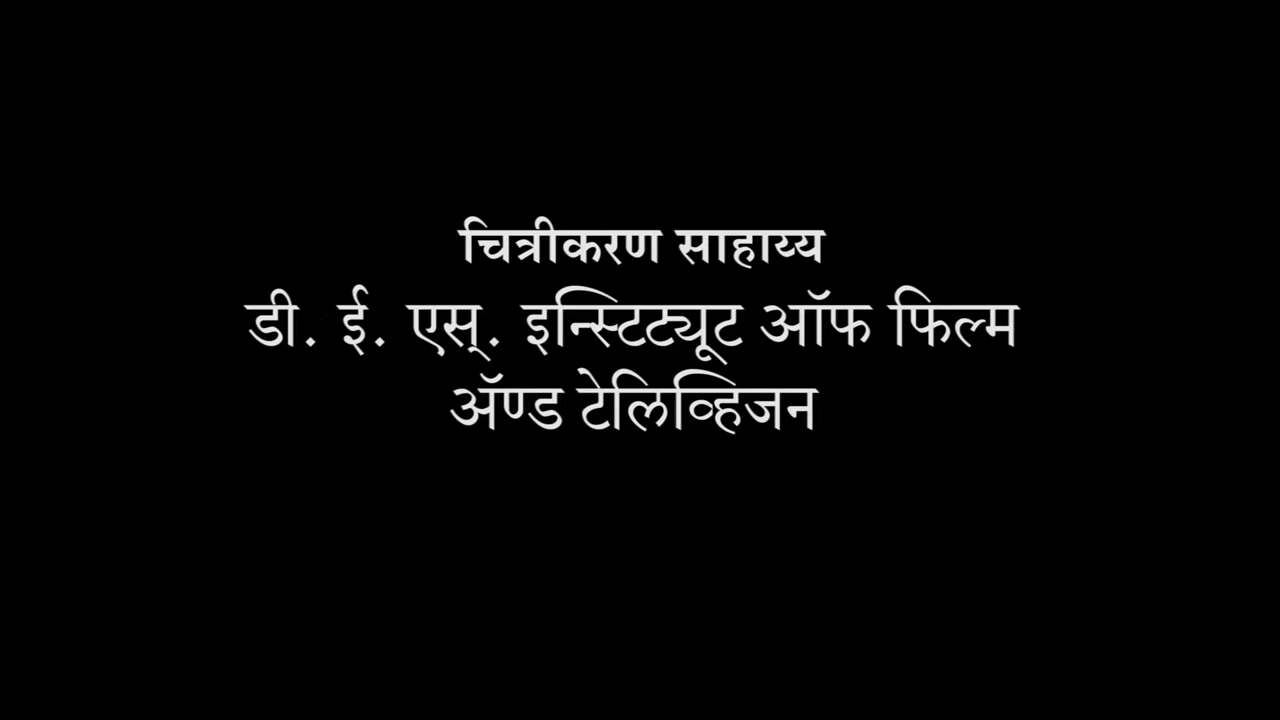 चित्रीकरण साहाय्य
डी. ई. एस्. इन्स्टिट्यूट ऑफ फिल्म
ॲण्ड टेलिव्हिजन